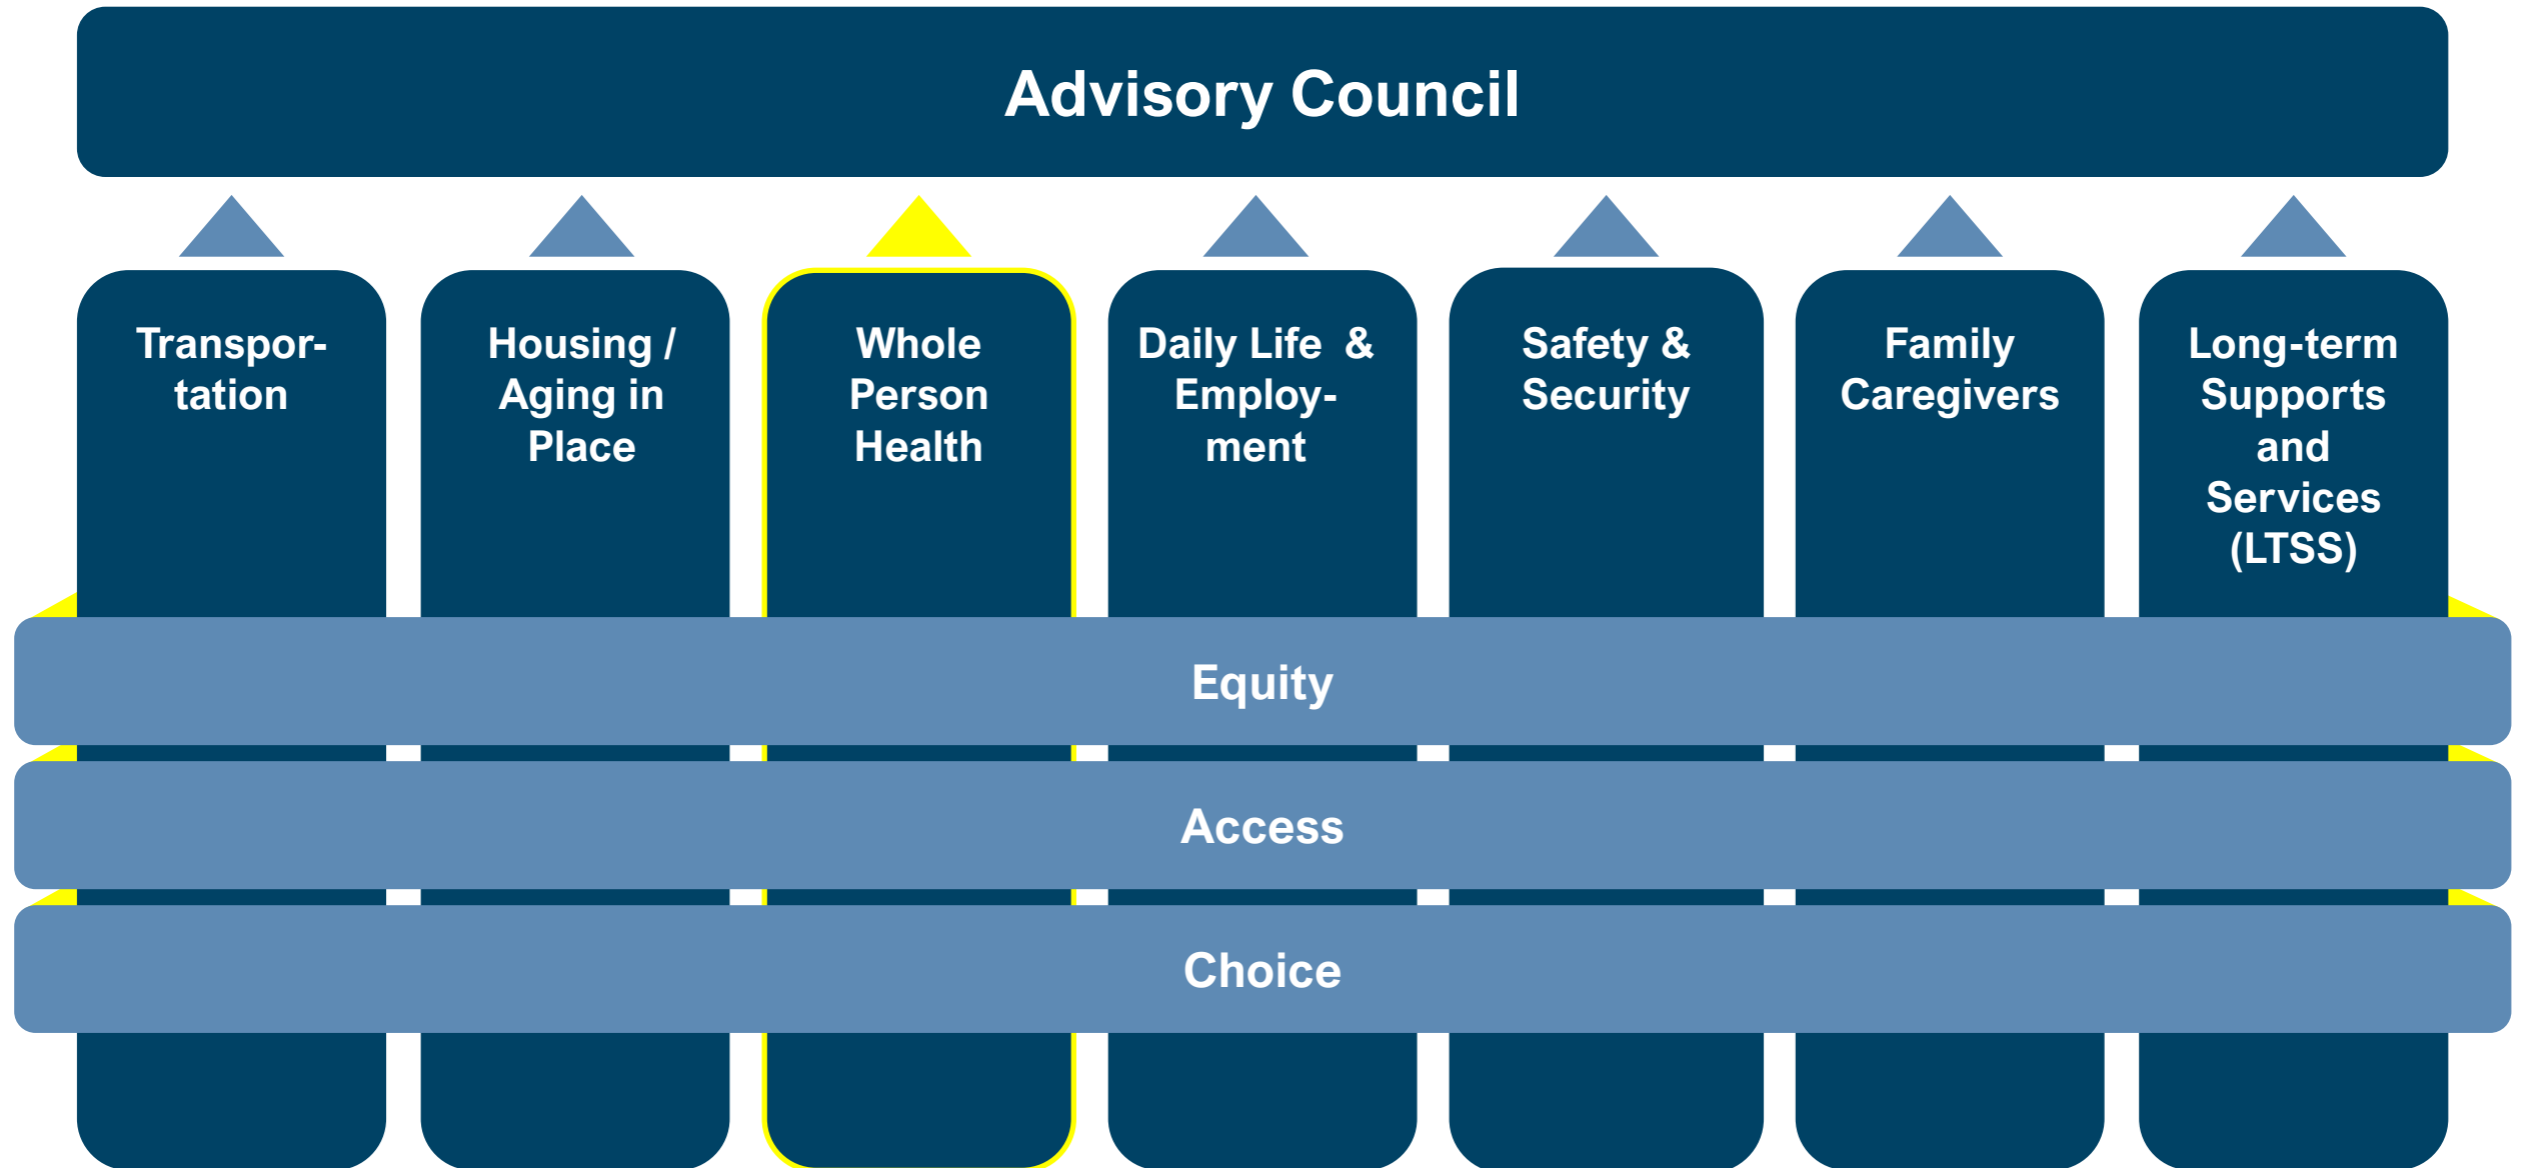 Advisory Council
Transpor-
tation
Housing /
Aging in
Place
Whole
Person
Health
Daily Life  &
Employ-
ment
Safety &
Security
Family
Caregivers
Long-term
Supports
and
Services
(LTSS)
Equity
Access
Choice